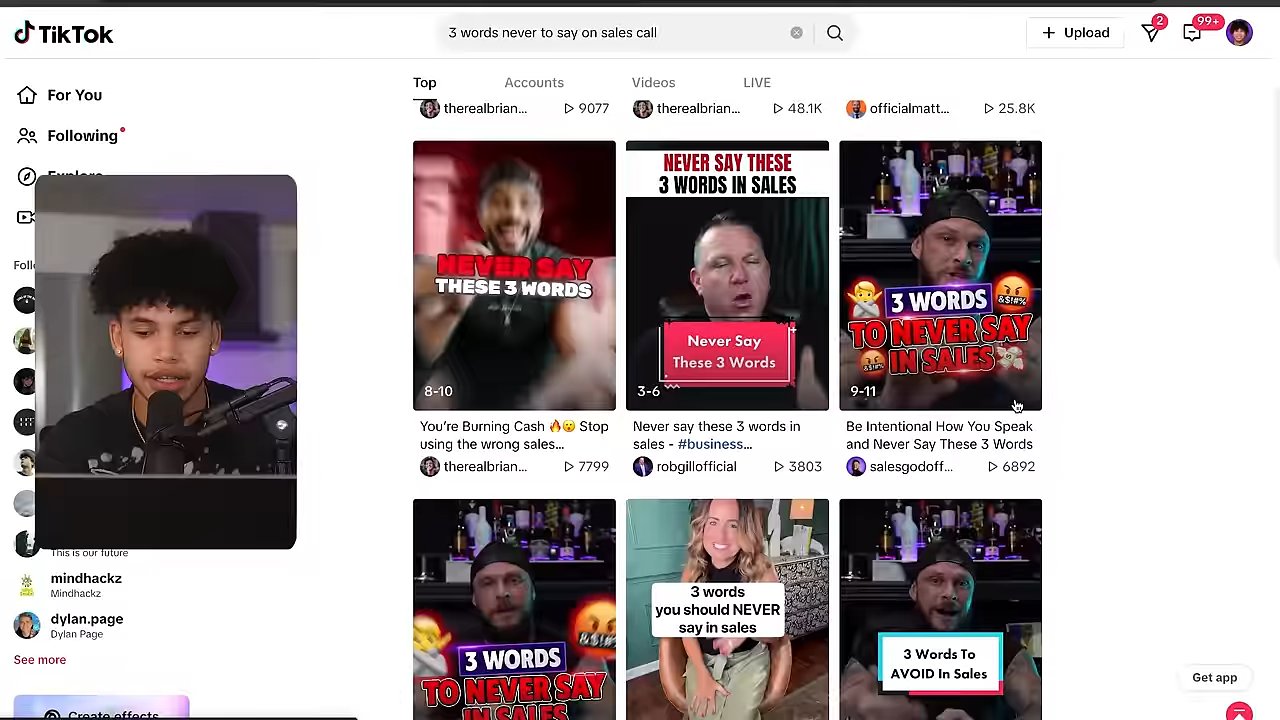 TikTok
3 words never to say on sales call
Upload
2
99+
Top
Accounts
Videos
LIVE
For You
Following
Explore
therealbrian...
9077
therealbrian...
48.1K
officialmatt...
25.8K
NEVER SAY
THESE 3 WORDS
8-10
NEVER SAY THESE
3 WORDS IN SALES
Never Say
These 3 Words
3-6
3 WORDS
&$!#%
TO NEVER SAY
IN SALES
&$!#%
9-11
You're Burning Cash 🔥😮 Stop
using the wrong sales...
therealbrian...
7799
Never say these 3 words in
sales - #business...
robgillofficial
3803
Be Intentional How You Speak
and Never Say These 3 Words
salesgodoff...
6892
Foll
This is our future
mindhackz
Mindhackz
dylan.page
Dylan Page
See more
Create effects
3 WORDS
TO NEVER SAY
IN SALES
&$!#%
3 words
you should NEVER
say in sales
3 Words To
AVOID In Sales
Get app